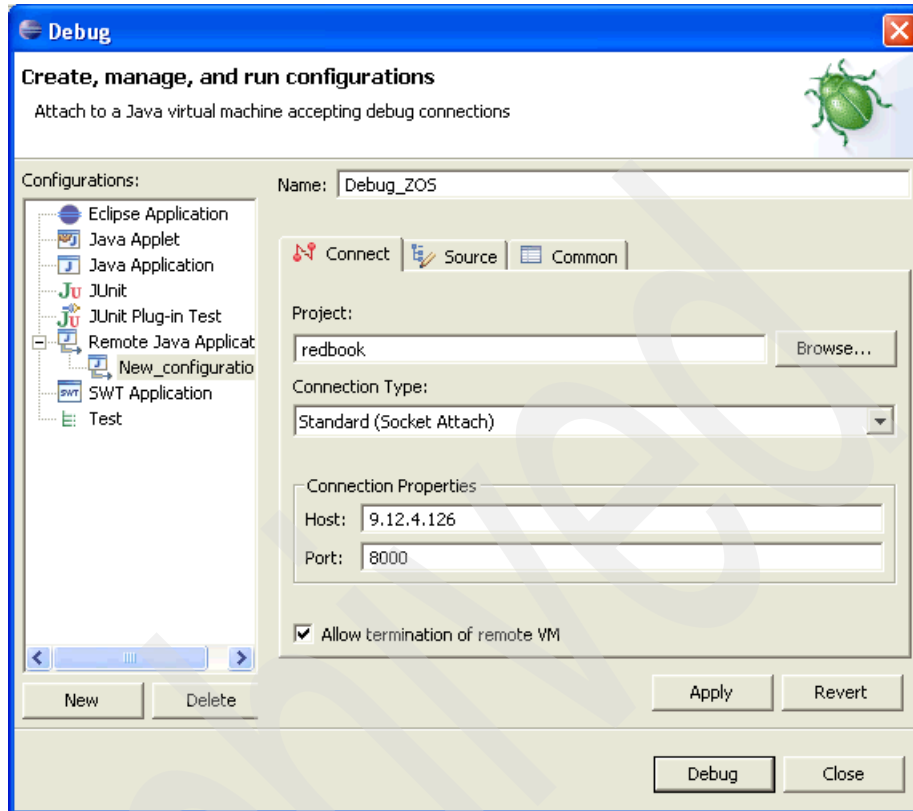 Debug
Create, manage, and run configurations
Attach to a Java virtual machine accepting debug connections
Configurations:
Eclipse Application
Java Applet
Java Application
JUnit
JUnit Plug-in Test
Remote Java Applicat
New_configuratio
SWT Application
Test
New
Delete
Name: Debug_ZOS
Connect Source Common
Project:
redbook
Browse...
Connection Type:
Standard (Socket Attach)
Connection Properties
Host: 9.12.4.126
Port: 8000
Allow termination of remote VM
Apply
Revert
Debug
Close